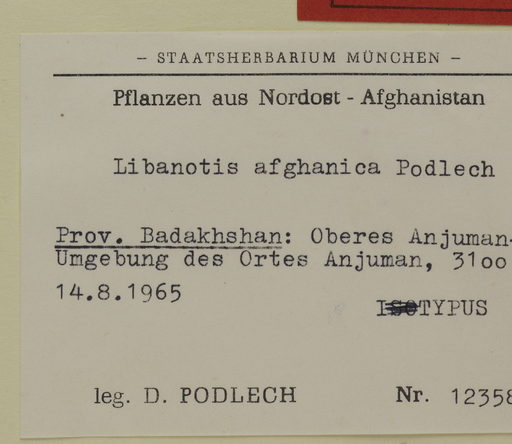 – STAATSHERBARIUM MÜNCHEN –
Pflanzen aus Nordost - Afghanistan
Libanotis afghanica Podlech
Prov. Badakhshan: Oberes Anjuman-
Umgebung des Ortes Anjuman, 3100
14.8.1965
ISOTYPUS
leg. D. PODLECH Nr. 12358